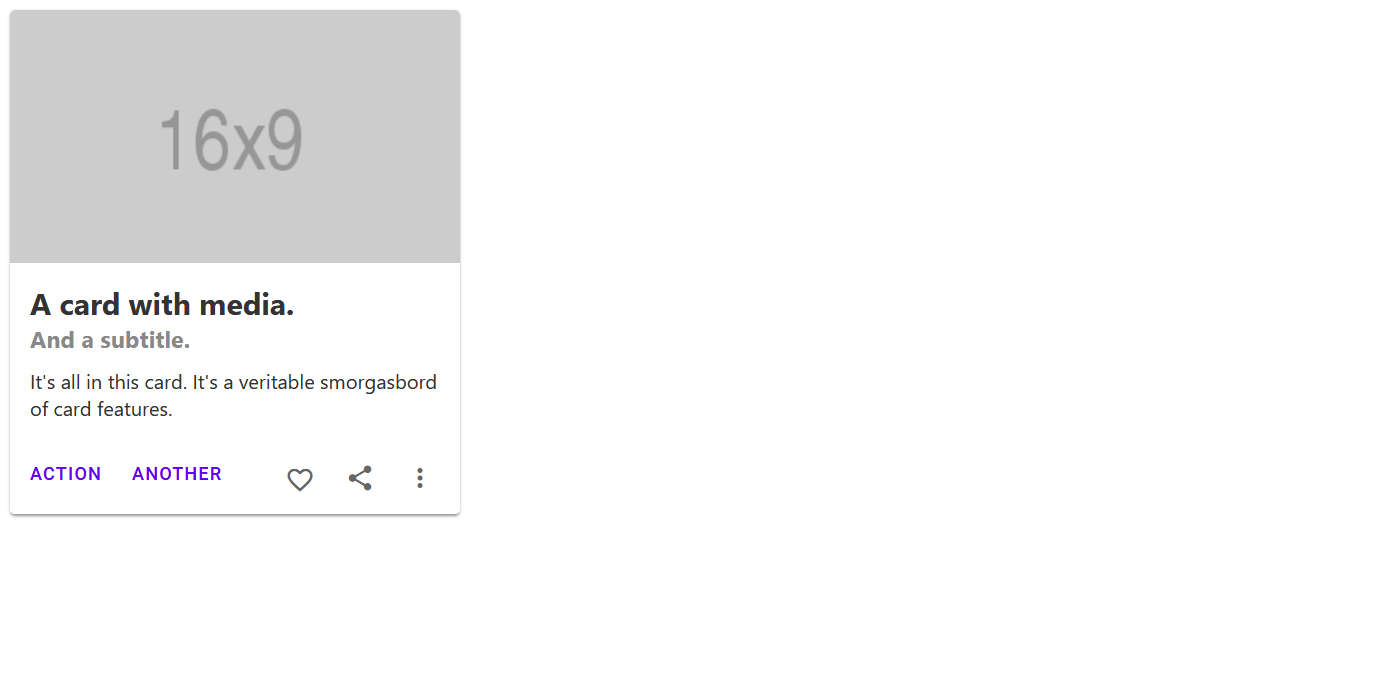 16x9
A card with media.
And a subtitle.
It's all in this card. It's a veritable smorgasbord
of card features.
ACTION ANOTHER